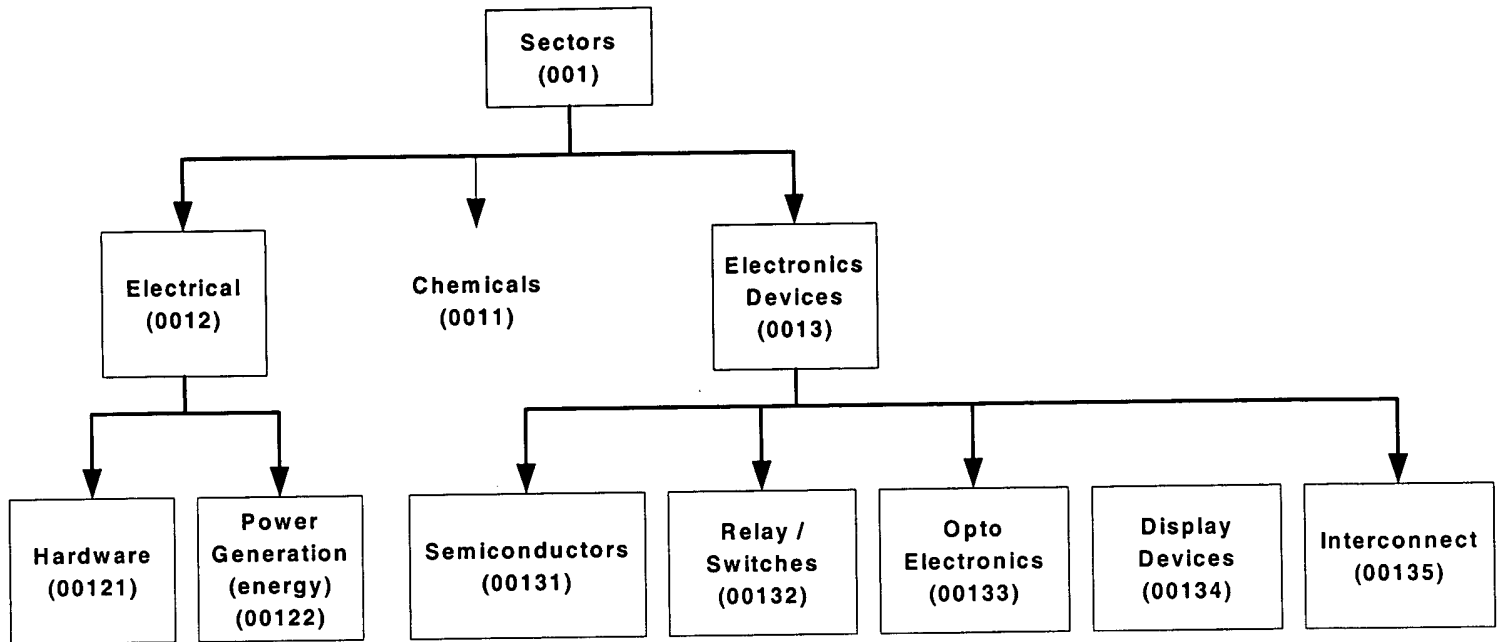 Sectors
(001)
Electrical
(0012)
Chemicals
(0011)
Electronics
Devices
(0013)
Hardware
(00121)
Power
Generation
(energy)
(00122)
Semiconductors
(00131)
Relay /
Switches
(00132)
Opto
Electronics
(00133)
Display
Devices
(00134)
Interconnect
(00135)